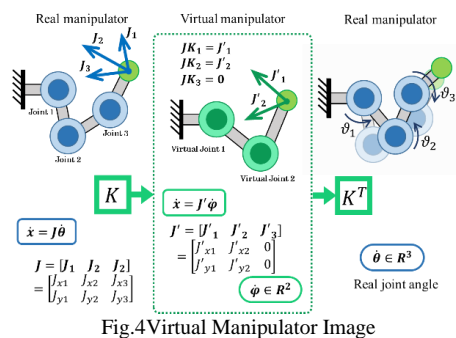 Real manipulator
J₁
J₂
J₃
Joint 1
Joint 2
Joint 3
ẋ = Jθ̇
J = [J₁ J₂ J₂]
= [Jx1 Jx2 Jx3
Jy1 Jy2 Jy3]
K
Virtual manipulator
JK₁ = J'₁
JK₂ = J'₂
JK₃ = 0
J'₁
J'₂
Virtual Joint 1
Virtual Joint 2
ẋ = J'φ̇
J' = [J'₁ J'₂ J'₃]
= [J'x1 J'x2 0
J'y1 J'y2 0]
φ̇ ∈ R²
Kᵀ
Real manipulator
ϑ₁
ϑ₂
ϑ₃
θ̇ ∈ R³
Real joint angle
Fig.4Virtual Manipulator Image